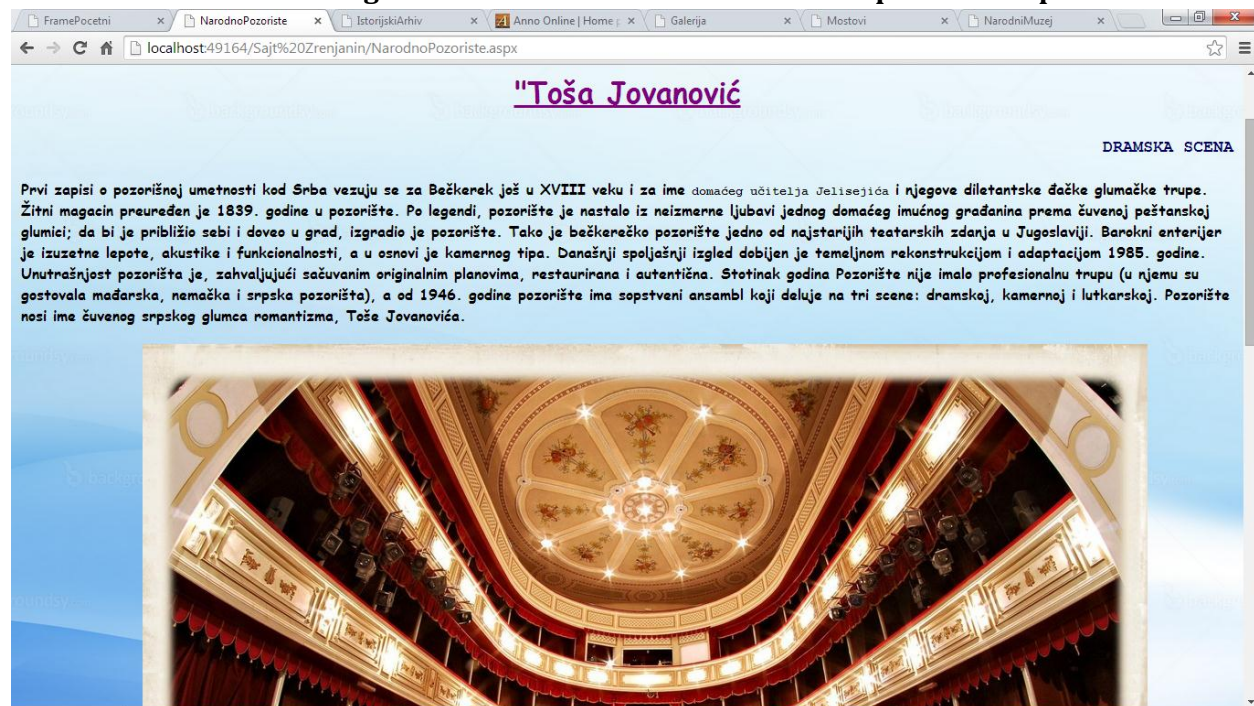 FramePocetni NarodnoPozoriste IstorijskiArhiv Anno Online | Home Galerija Mostovi NarodniMuzej
localhost:49164/Sajt%20Zrenjanin/NarodnoPozoriste.aspx
"Toša Jovanović
DRAMSKA SCENA
Prvi zapisi o pozorišnoj umetnosti kod Srba vezuju se za Bečkerek još u XVIII veku i za ime domaćeg učitelja Jelisejića i njegove diletantske đačke glumačke trupe.
Žitni magacin preuređen je 1839. godine u pozorište. Po legendi, pozorište je nastalo iz neizmerne ljubavi jednog domaćeg imućnog građanina prema čuvenoj peštanskoj
glumici; da bi je približio sebi i doveo u grad, izgradio je pozorište. Tako je bečkerečko pozorište jedno od najstarijih teatarskih zdanja u Jugoslaviji. Barokni enterijer
je izuzetne lepote, akustike i funkcionalnosti, a u osnovi je kamernog tipa. Današnji spoljašnji izgled dobijen je temeljnom rekonstrukcijom i adaptacijom 1985. godine.
Unutrašnjost pozorišta je, zahvaljujući sačuvanim originalnim planovima, restaurirana i autentična. Stotinak godina Pozorište nije imalo profesionalnu trupu (u njemu su
gostovala mađarska, nemačka i srpska pozorišta), a od 1946. godine pozorište ima sopstveni ansambl koji deluje na tri scene: dramskoj, kamernoj i lutkarskoj. Pozorište
nosi ime čuvenog srpskog glumca romantizma, Toše Jovanovića.